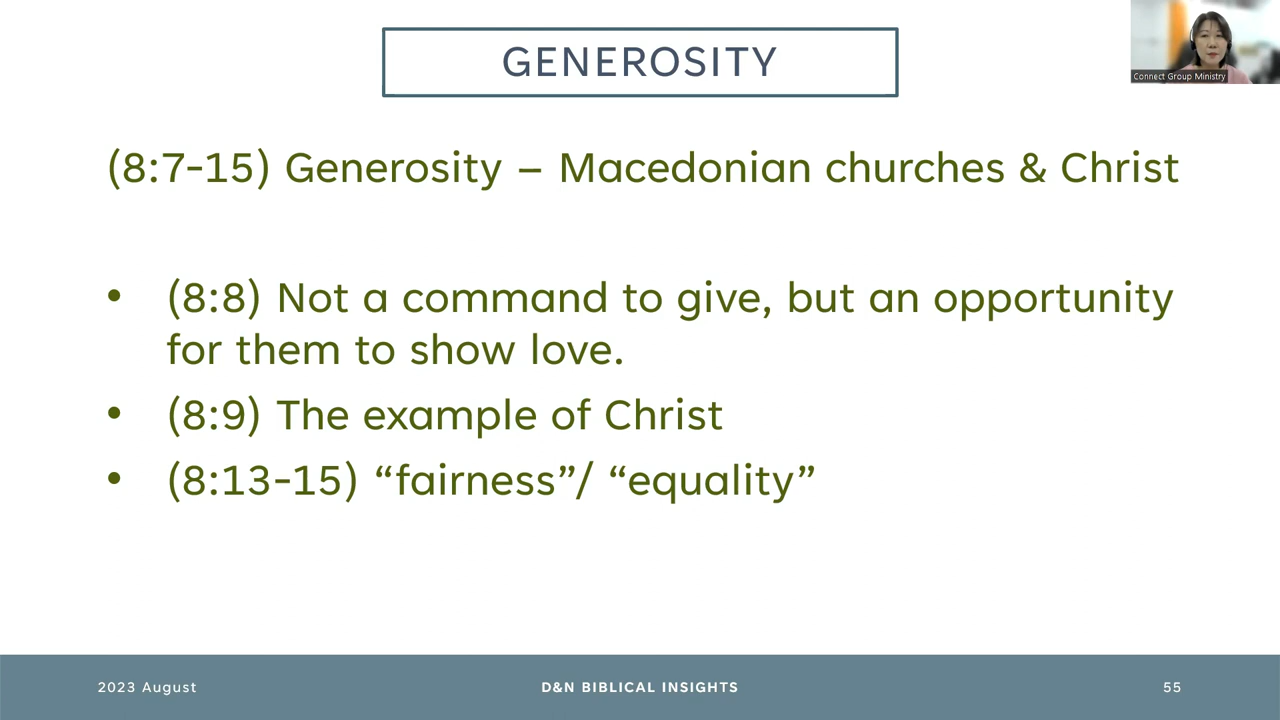 GENEROSITY
Connect Group Ministry
(8:7-15) Generosity – Macedonian churches & Christ
• (8:8) Not a command to give, but an opportunity
for them to show love.
• (8:9) The example of Christ
• (8:13-15) “fairness”/ “equality”
2023 August
D&N BIBLICAL INSIGHTS
55